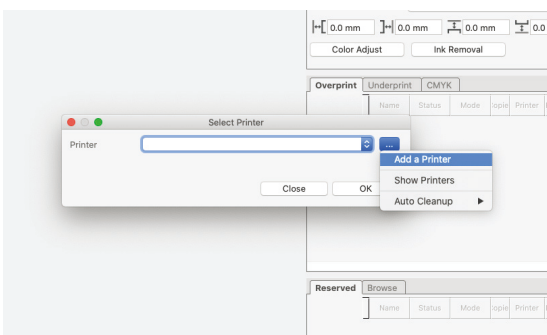 0.0 mm 0.0 mm 0.0 mm 0.0
Color Adjust Ink Removal
Overprint Underprint CMYK
Name Status Mode Printer
Select Printer
Printer ...
Add a Printer
Show Printers
Auto Cleanup
Close OK
Reserved Browse
Name Status Mode Printer